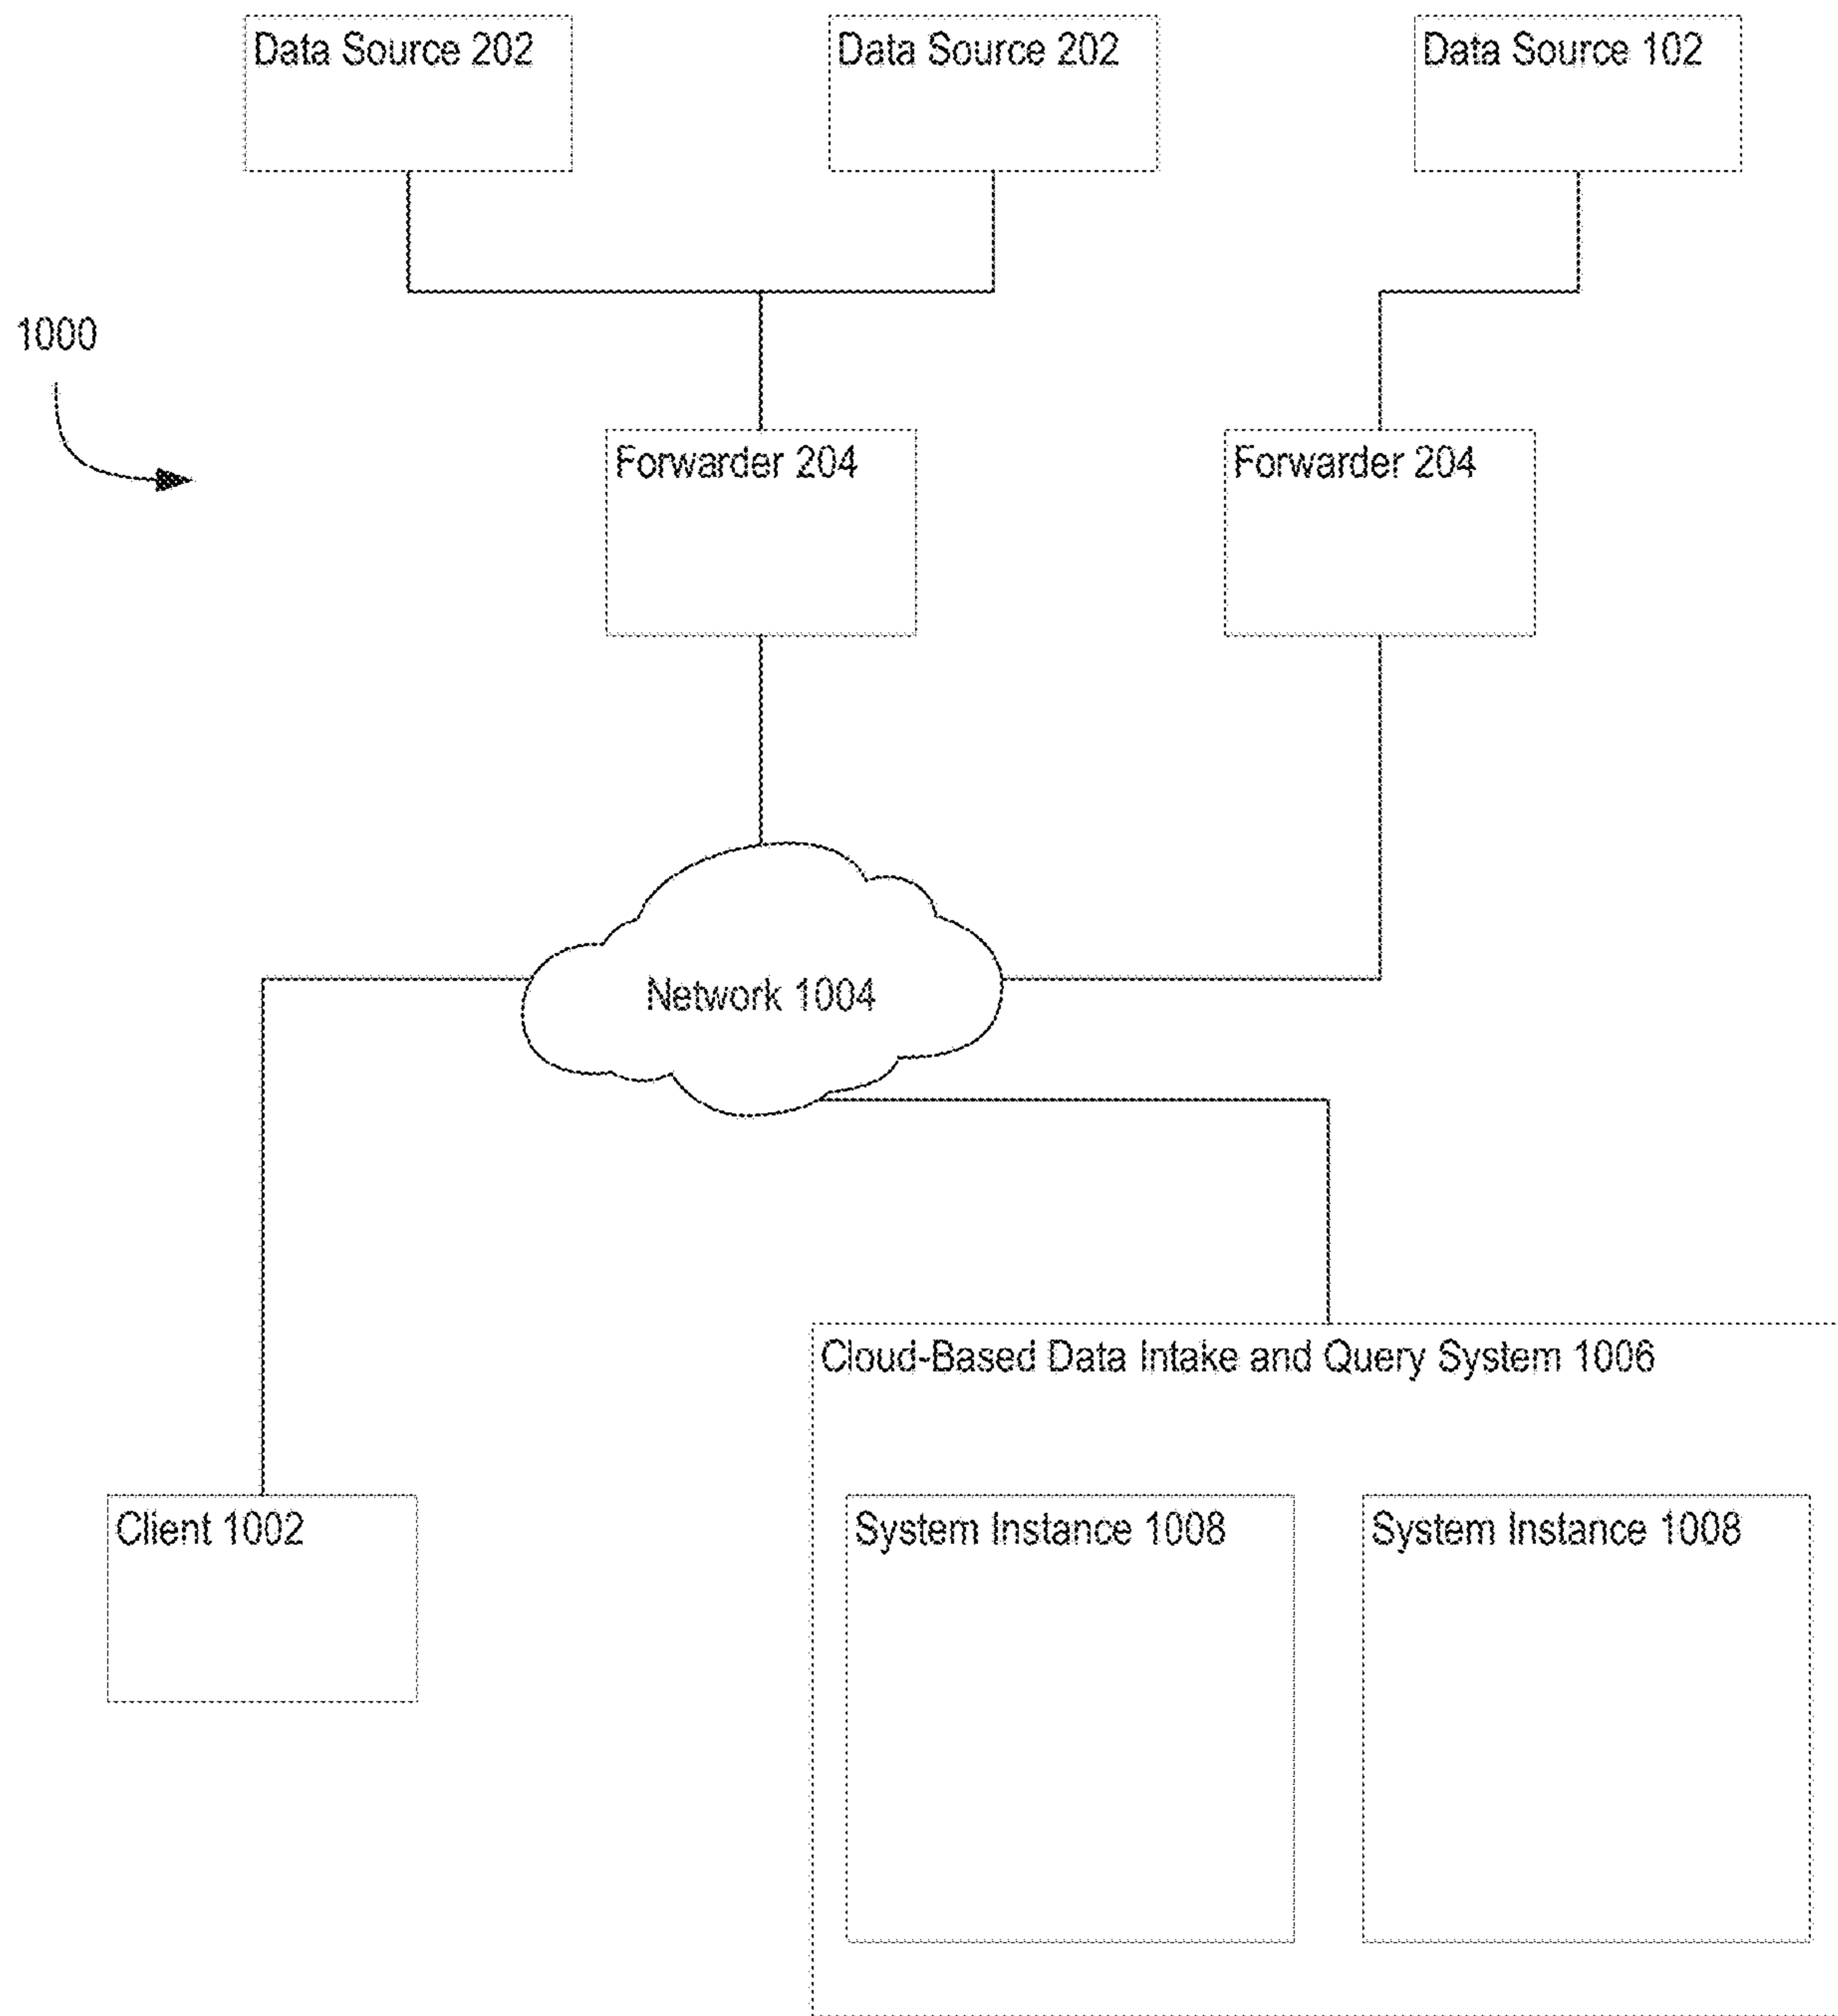 Data Source 202
Data Source 202
Data Source 102
1000
Forwarder 204
Forwarder 204
Network 1004
Cloud-Based Data Intake and Query System 1006
Client 1002
System Instance 1008
System Instance 1008